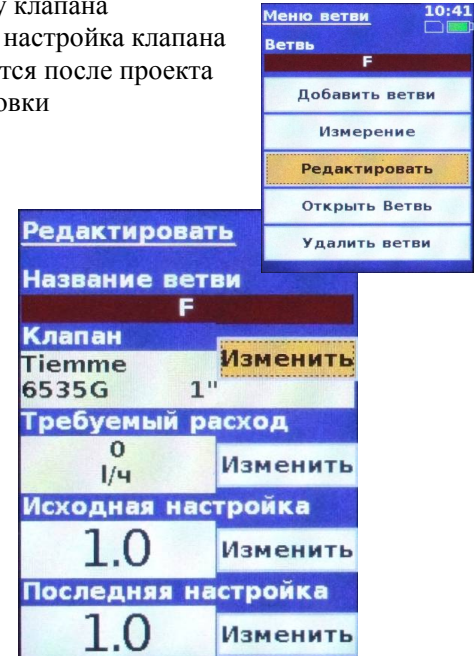 клапана
настройка клапана
ется после проекта
овки
Меню ветви 10:41
Ветвь
F
Добавить ветви
Измерение
Редактировать
Открыть Ветвь
Удалить ветви
Редактировать
Название ветви
F
Клапан
Tiemme
6535G 1"
Изменить
Требуемый расход
0
l/ч
Изменить
Исходная настройка
1.0
Изменить
Последняя настройка
1.0
Изменить